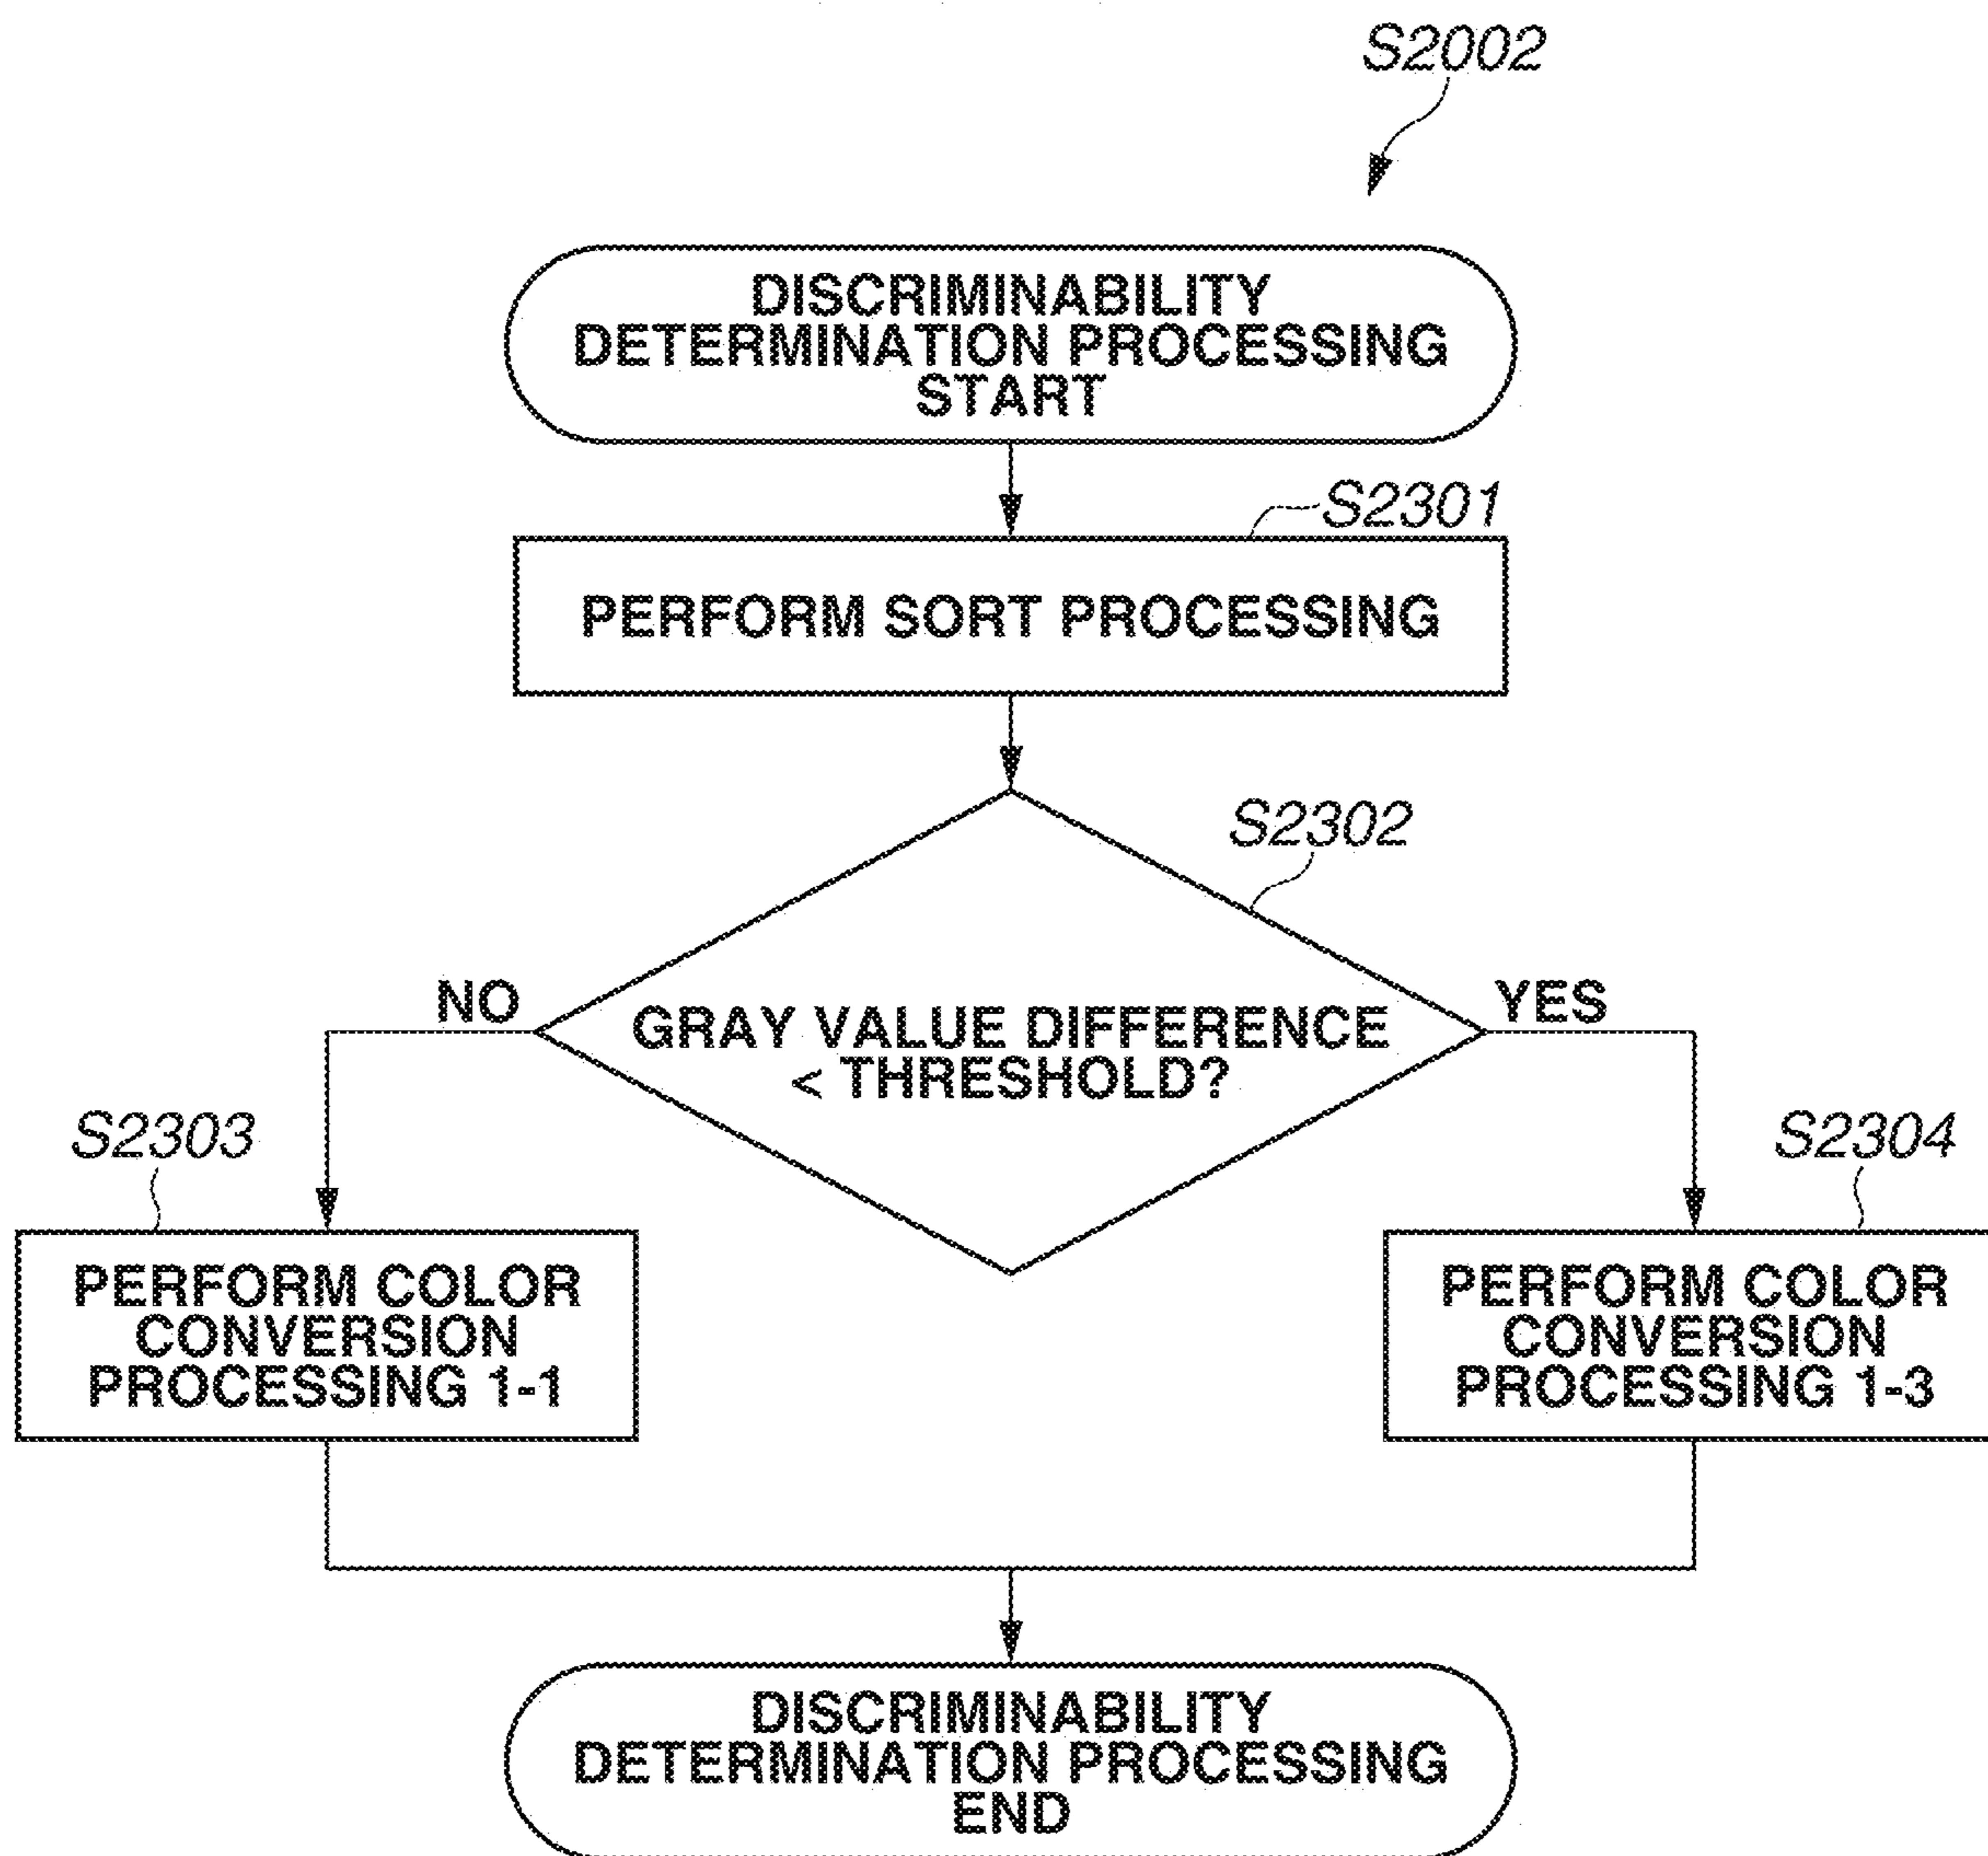 S2002
DISCRIMINABILITY
DETERMINATION PROCESSING
START
S2301
PERFORM SORT PROCESSING
S2302
GRAY VALUE DIFFERENCE
< THRESHOLD?
NO
YES
S2303
PERFORM COLOR
CONVERSION
PROCESSING 1-1
S2304
PERFORM COLOR
CONVERSION
PROCESSING 1-3
DISCRIMINABILITY
DETERMINATION PROCESSING
END